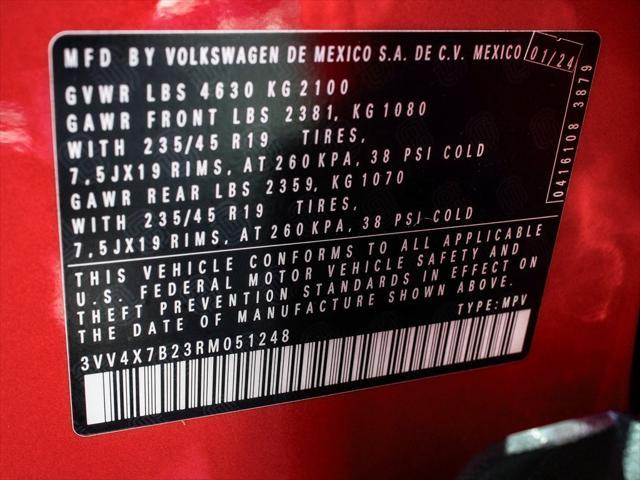 MFD BY VOLKSWAGEN DE MEXICO S.A. DE C.V. MEXICO 01/24
GVWR LBS 4630 KG 2100
GAWR FRONT LBS 2381, KG 1080
WITH 235/45 R19 TIRES,
7,5JX19 RIMS, AT 260 KPA, 38 PSI COLD
GAWR REAR LBS 2359, KG 1070
WITH 235/45 R19 TIRES,
7,5JX19 RIMS, AT 260 KPA, 38 PSI COLD
0416108 3879
THIS VEHICLE CONFORMS TO ALL APPLICABLE
U.S. FEDERAL MOTOR VEHICLE SAFETY AND
THEFT PREVENTION STANDARDS IN EFFECT ON
THE DATE OF MANUFACTURE SHOWN ABOVE.
TYPE: MPV
3VV4X7B23RM051248